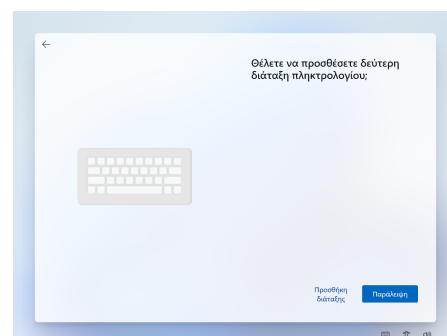 Θέλετε να προσθέσετε δεύτερη
διάταξη πληκτρολογίου;
Προσθήκη
διάταξης
Παράλειψη